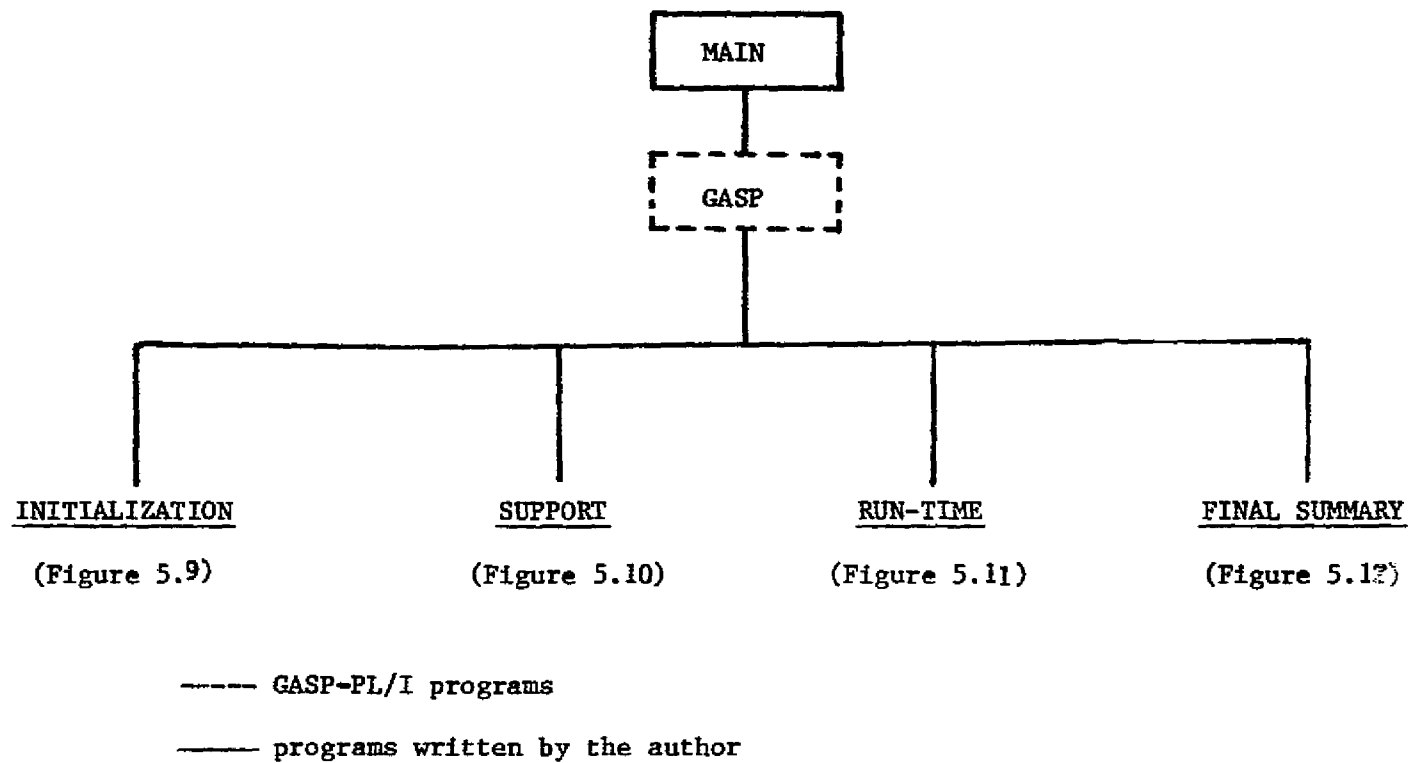 MAIN
GASP
INITIALIZATION SUPPORT RUN-TIME FINAL SUMMARY
(Figure 5.9) (Figure 5.10) (Figure 5.11) (Figure
GASP-PL/I programs
programs written by the author